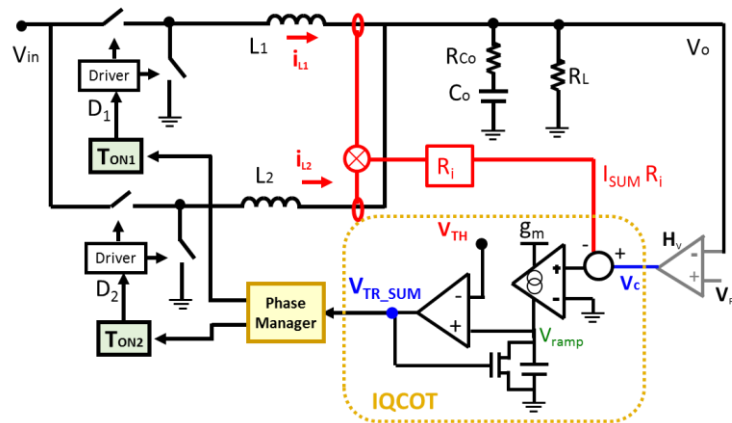 Vin
L1
iL1
Vo
RCo
Co
RL
Driver
D1
TON1
iL2
L2
Ri
ISUM Ri
VTH
gm
-
+
Hv
-
+
Driver
D2
VTR_SUM
-
+
+
-
Vc
Phase
Manager
TON2
Vramp
IQCOT